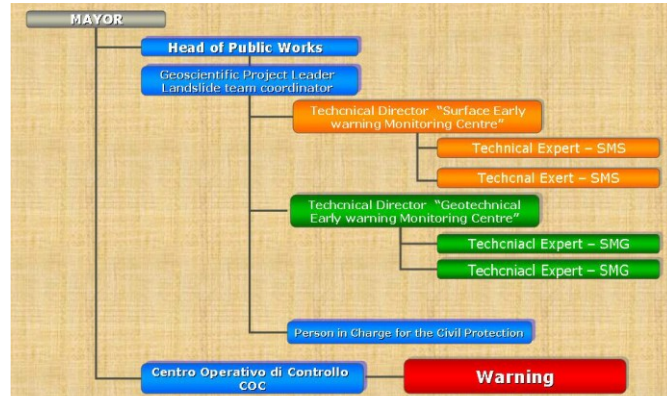 MAYOR
Head of Public Works
Geoscientific Project Leader
Landslide team coordinator
Techcnical Director "Surface Early
warning Monitoring Centre"
Technical Expert – SMS
Techcnal Exert – SMS
Techcnical Director "Geotechnical
Early warning Monitoring Centre"
Techcniacl Expert – SMG
Techcniacl Expert – SMG
Person in Charge for the Civil Protection
Centro Operativo di Controllo
COC
Warning